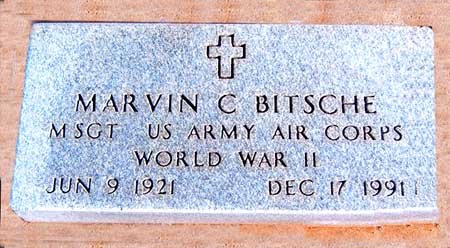 MARVIN C BITSCHE
MSGT US ARMY AIR CORPS
WORLD WAR II
JUN 9 1921 DEC 17 1991